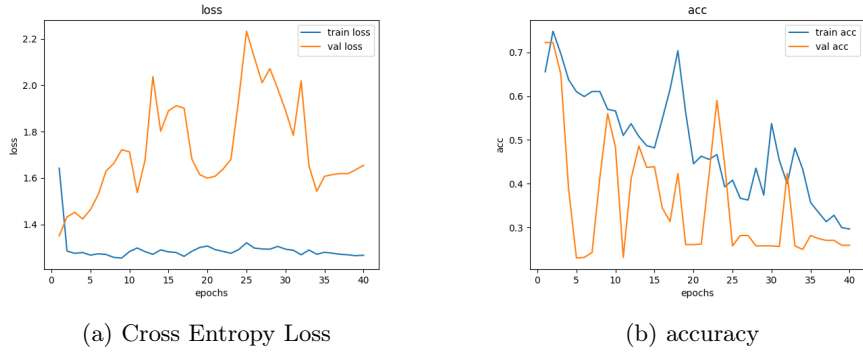 loss
train loss
val loss
2.2
2.0
1.8
1.6
1.4
loss
0 5 10 15 20 25 30 35 40
epochs
(a) Cross Entropy Loss
acc
train acc
val acc
0.7
0.6
0.5
0.4
0.3
acc
0 5 10 15 20 25 30 35 40
epochs
(b) accuracy